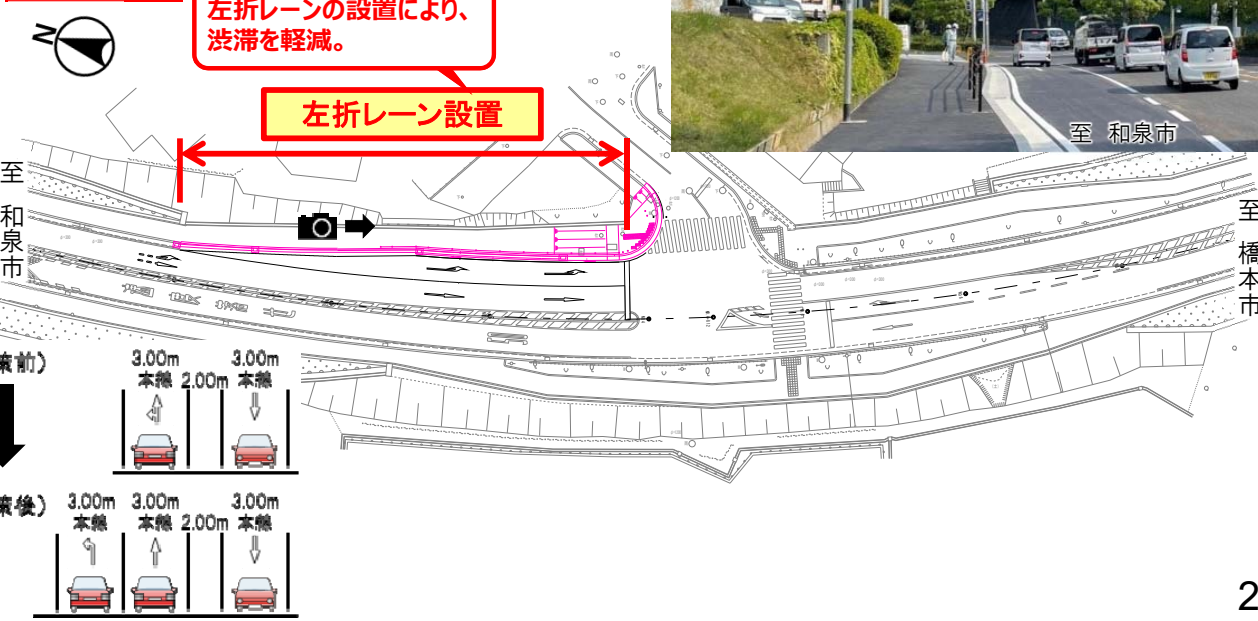 左折レーンの設置により、
渋滞を軽減。
左折レーン設置
至 和泉市
至 和泉市
至 橋本市
策前)
3.00m 3.00m
本線 2.00m 本線
策後)
3.00m 3.00m 3.00m
本線 2.00m 本線
2